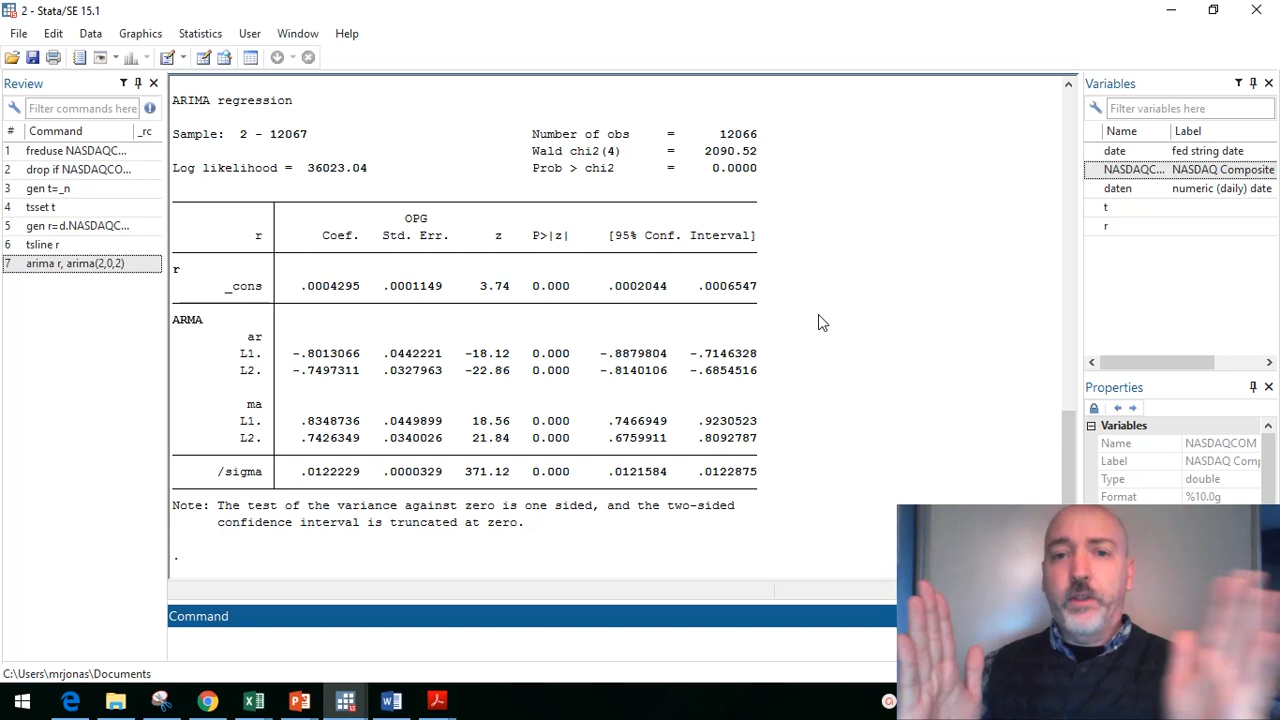 2 - Stata/SE 15.1
File Edit Data Graphics Statistics User Window Help
Review
Filter commands here
# Command _rc
1 freduse NASDAQC...
2 drop if NASDAQCO...
3 gen t=_n
4 tsset t
5 gen r=d.NASDAQC...
6 tsline r
7 arima r, arima(2,0,2)
ARIMA regression
Sample: 2 - 12067 Number of obs = 12066
Wald chi2(4) = 2090.52
Log likelihood = 36023.04 Prob > chi2 = 0.0000
OPG
r Coef. Std. Err. z P>|z| [95% Conf. Interval]
r
_cons .0004295 .0001149 3.74 0.000 .0002044 .0006547
ARMA
ar
L1. -.8013066 .0442221 -18.12 0.000 -.8879804 -.7146328
L2. -.7497311 .0327963 -22.86 0.000 -.8140106 -.6854516
ma
L1. .8348736 .0449899 18.56 0.000 .7466949 .9230523
L2. .7426349 .0340026 21.84 0.000 .6759911 .8092787
/sigma .0122229 .0000329 371.12 0.000 .0121584 .0122875
Note: The test of the variance against zero is one sided, and the two-sided
confidence interval is truncated at zero.
.
Command
C:\Users\mrjonas\Documents
Variables
Filter variables here
Name Label
date fed string date
NASDAQC... NASDAQ Composite
daten numeric (daily) date
t
r
Properties
Variables
Name NASDAQCOM
Label NASDAQ Comp
Type double
Format %10.0g